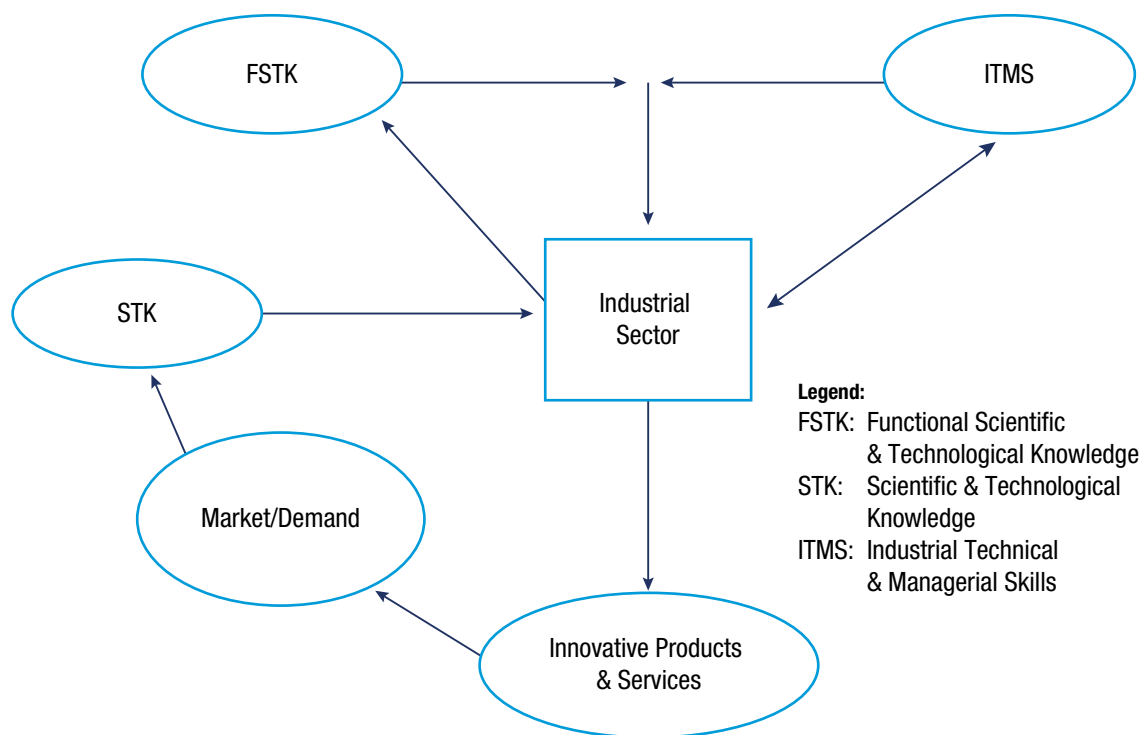 FSTK
ITMS
STK
Industrial
Sector
Market/Demand
Innovative Products
& Services
Legend:
FSTK: Functional Scientific
& Technological Knowledge
STK: Scientific & Technological
Knowledge
ITMS: Industrial Technical
& Managerial Skills